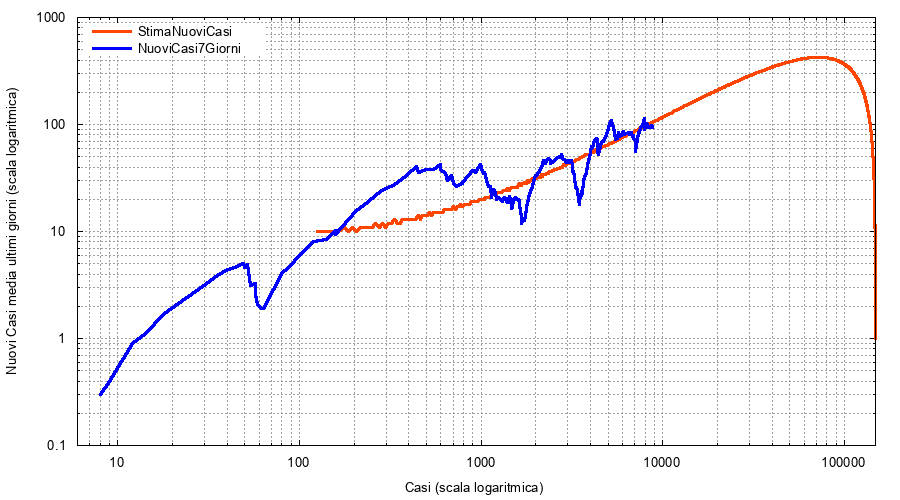 1000
100
10
1
0.1
StimaNuoviCasi
NuoviCasi7Giorni
Nuovi Casi media ultimi giorni (scala logaritmica)
10 100 1000 10000 100000
Casi (scala logaritmica)